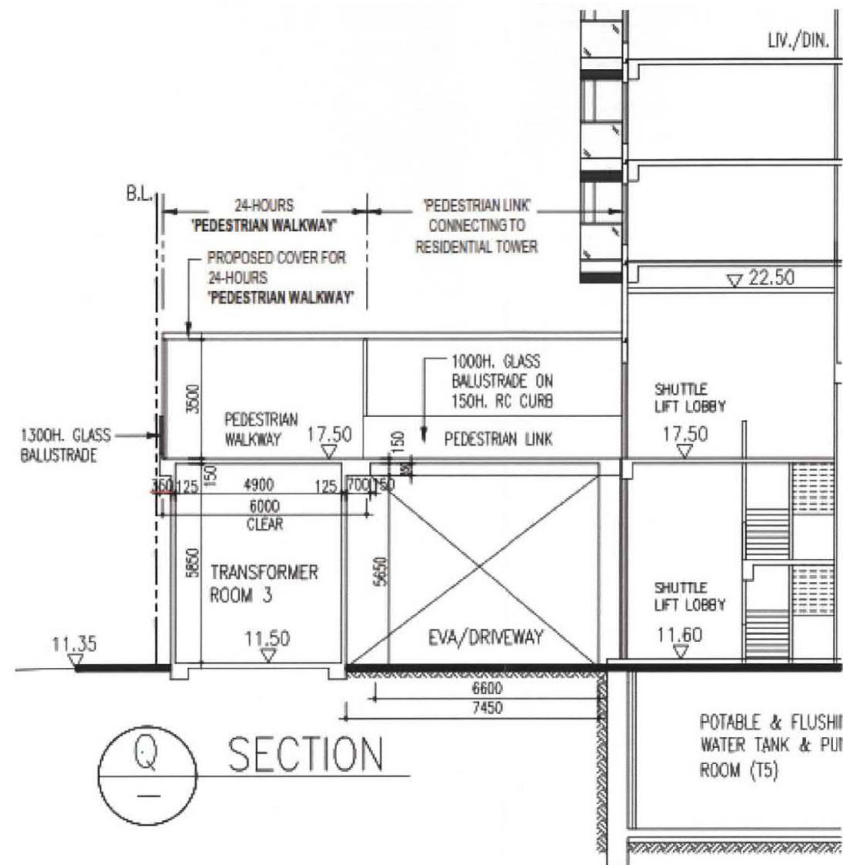 LIV./DIN.
B.L.
24-HOURS
'PEDESTRIAN WALKWAY'
'PEDESTRIAN LINK'
CONNECTING TO
RESIDENTIAL TOWER
PROPOSED COVER FOR
24-HOURS
'PEDESTRIAN WALKWAY'
22.50
3500
1000H. GLASS
BALUSTRADE ON
150H. RC CURB
SHUTTLE
LIFT LOBBY
17.50
1300H. GLASS
BALUSTRADE
PEDESTRIAN
WALKWAY
17.50
150
PEDESTRIAN LINK
150
350 125 4900 125 700 150
6000
CLEAR
5850
5650
TRANSFORMER
ROOM 3
11.50
EVA/DRIVEWAY
SHUTTLE
LIFT LOBBY
11.60
11.35
6600
7450
Q
SECTION
POTABLE & FLUSHI
WATER TANK & PU
ROOM (T5)